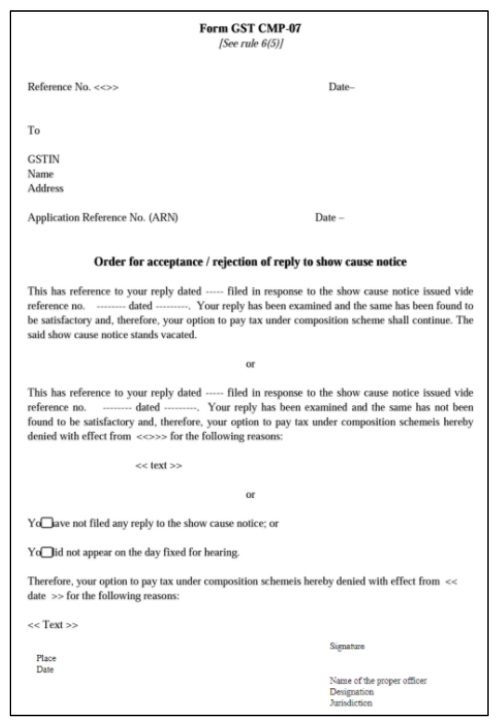 Form GST CMP-07
[See rule 6(5)]
Reference No. <<>> Date–
To
GSTIN
Name
Address
Application Reference No. (ARN) Date –
Order for acceptance / rejection of reply to show cause notice
This has reference to your reply dated ----- filed in response to the show cause notice issued vide
reference no. -------- dated ---------. Your reply has been examined and the same has been found to
be satisfactory and, therefore, your option to pay tax under composition scheme shall continue. The
said show cause notice stands vacated.
or
This has reference to your reply dated ----- filed in response to the show cause notice issued vide
reference no. -------- dated ---------. Your reply has been examined and the same has not been
found to be satisfactory and, therefore, your option to pay tax under composition schemeis hereby
denied with effect from <<>>> for the following reasons:
<< text >>
or
Yo ave not filed any reply to the show cause notice; or
Yo id not appear on the day fixed for hearing.
Therefore, your option to pay tax under composition schemeis hereby denied with effect from <<
date >> for the following reasons:
<< Text >>
Signature
Place
Date
Name of the proper officer
Designation
Jurisdiction